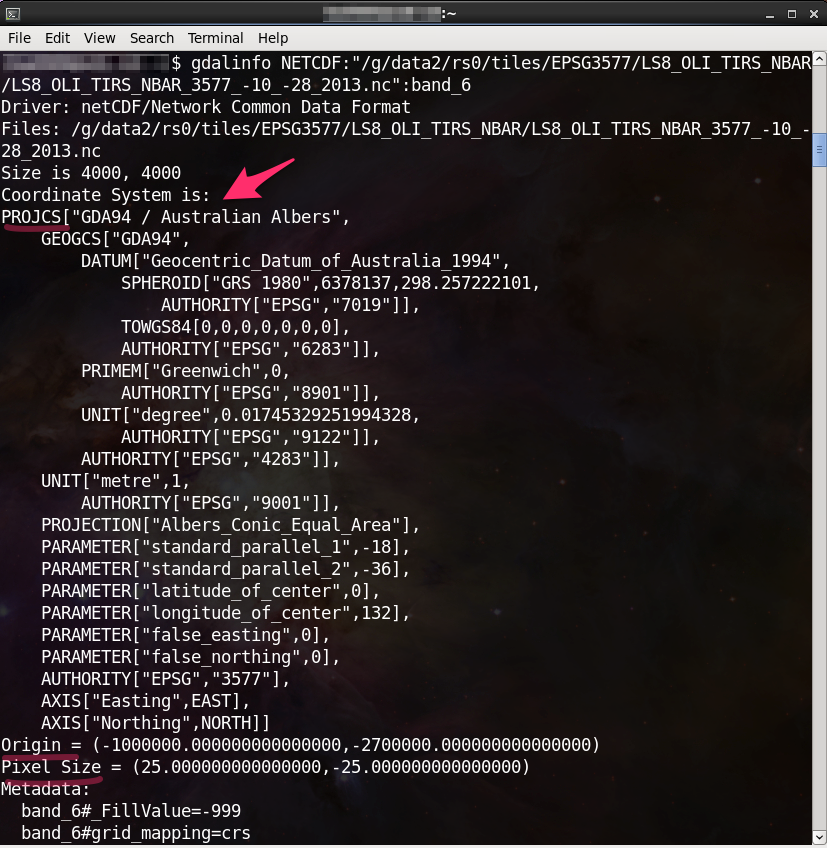 :~
File Edit View Search Terminal Help
$ gdalinfo NETCDF:"/g/data2/rs0/tiles/EPSG3577/LS8_OLI_TIRS_NBAR
/LS8_OLI_TIRS_NBAR_3577_-10_-28_2013.nc":band_6
Driver: netCDF/Network Common Data Format
Files: /g/data2/rs0/tiles/EPSG3577/LS8_OLI_TIRS_NBAR/LS8_OLI_TIRS_NBAR_3577_-10_-
28_2013.nc
Size is 4000, 4000
Coordinate System is:
PROJCS["GDA94 / Australian Albers",
    GEOGCS["GDA94",
        DATUM["Geocentric_Datum_of_Australia_1994",
            SPHEROID["GRS 1980",6378137,298.257222101,
                AUTHORITY["EPSG","7019"]],
            TOWGS84[0,0,0,0,0,0,0],
            AUTHORITY["EPSG","6283"]],
        PRIMEM["Greenwich",0,
            AUTHORITY["EPSG","8901"]],
        UNIT["degree",0.01745329251994328,
            AUTHORITY["EPSG","9122"]],
        AUTHORITY["EPSG","4283"]],
    UNIT["metre",1,
        AUTHORITY["EPSG","9001"]],
    PROJECTION["Albers_Conic_Equal_Area"],
    PARAMETER["standard_parallel_1",-18],
    PARAMETER["standard_parallel_2",-36],
    PARAMETER["latitude_of_center",0],
    PARAMETER["longitude_of_center",132],
    PARAMETER["false_easting",0],
    PARAMETER["false_northing",0],
    AUTHORITY["EPSG","3577"],
    AXIS["Easting",EAST],
    AXIS["Northing",NORTH]]
Origin = (-1000000.000000000000000,-2700000.000000000000000)
Pixel Size = (25.000000000000000,-25.000000000000000)
Metadata:
  band_6#_FillValue=-999
  band_6#grid_mapping=crs